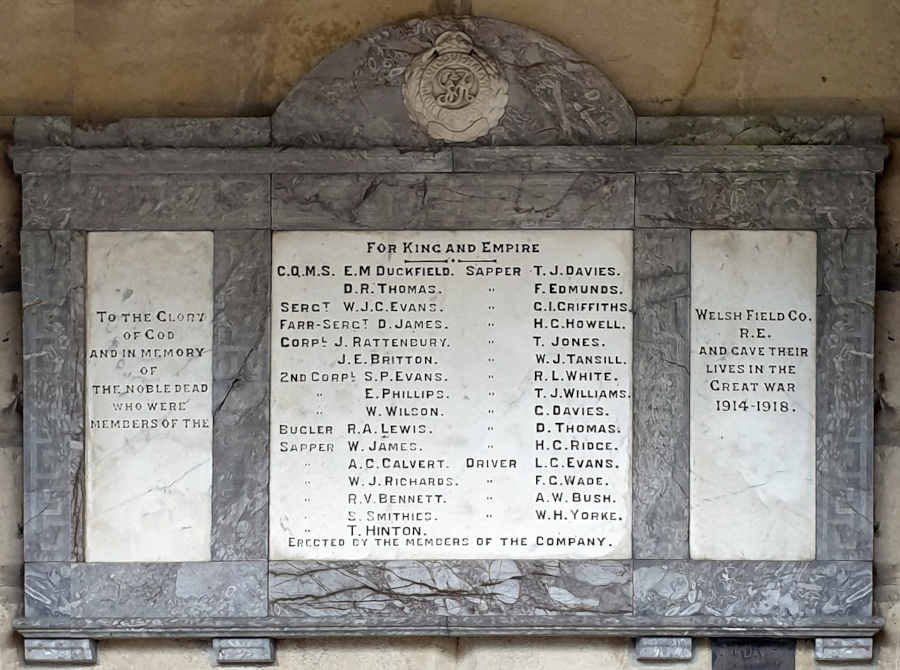 TO THE GLORY
OF GOD
AND IN MEMORY
OF
THE NOBLE DEAD
WHO WERE
MEMBERS OF THE
FOR KING AND EMPIRE
C.Q.M.S. E.M DUCKFIELD. SAPPER T.J.DAVIES.
D.R.THOMAS. " F.EDMUNDS.
SERGT W.J.C.EVANS. " G.I.GRIFFITHS
FARR-SERGT D.JAMES. " H.G.HOWELL.
CORPL J.RATTENBURY. " T.JONES.
J.E.BRITTON. " W.J.TANSILL.
2ND CORPL S.P.EVANS. " R.L.WHITE.
" E.PHILLIPS. " T.J.WILLIAMS.
" W.WILSON. " G.DAVIES.
BUGLER R.A.LEWIS. " D.THOMAS.
SAPPER W.JAMES. " H.G.RIDGE.
" A.C.CALVERT. DRIVER L.C.EVANS.
" W.J.RICHARDS. " F.G.WADE.
" R.V.BENNETT. " A.W.BUSH.
" S.SMITHIES. " W.H.YORKE.
" T.HINTON.
ERECTED BY THE MEMBERS OF THE COMPANY.
WELSH FIELD CO.
R.E.
AND GAVE THEIR
LIVES IN THE
GREAT WAR
1914-1918.